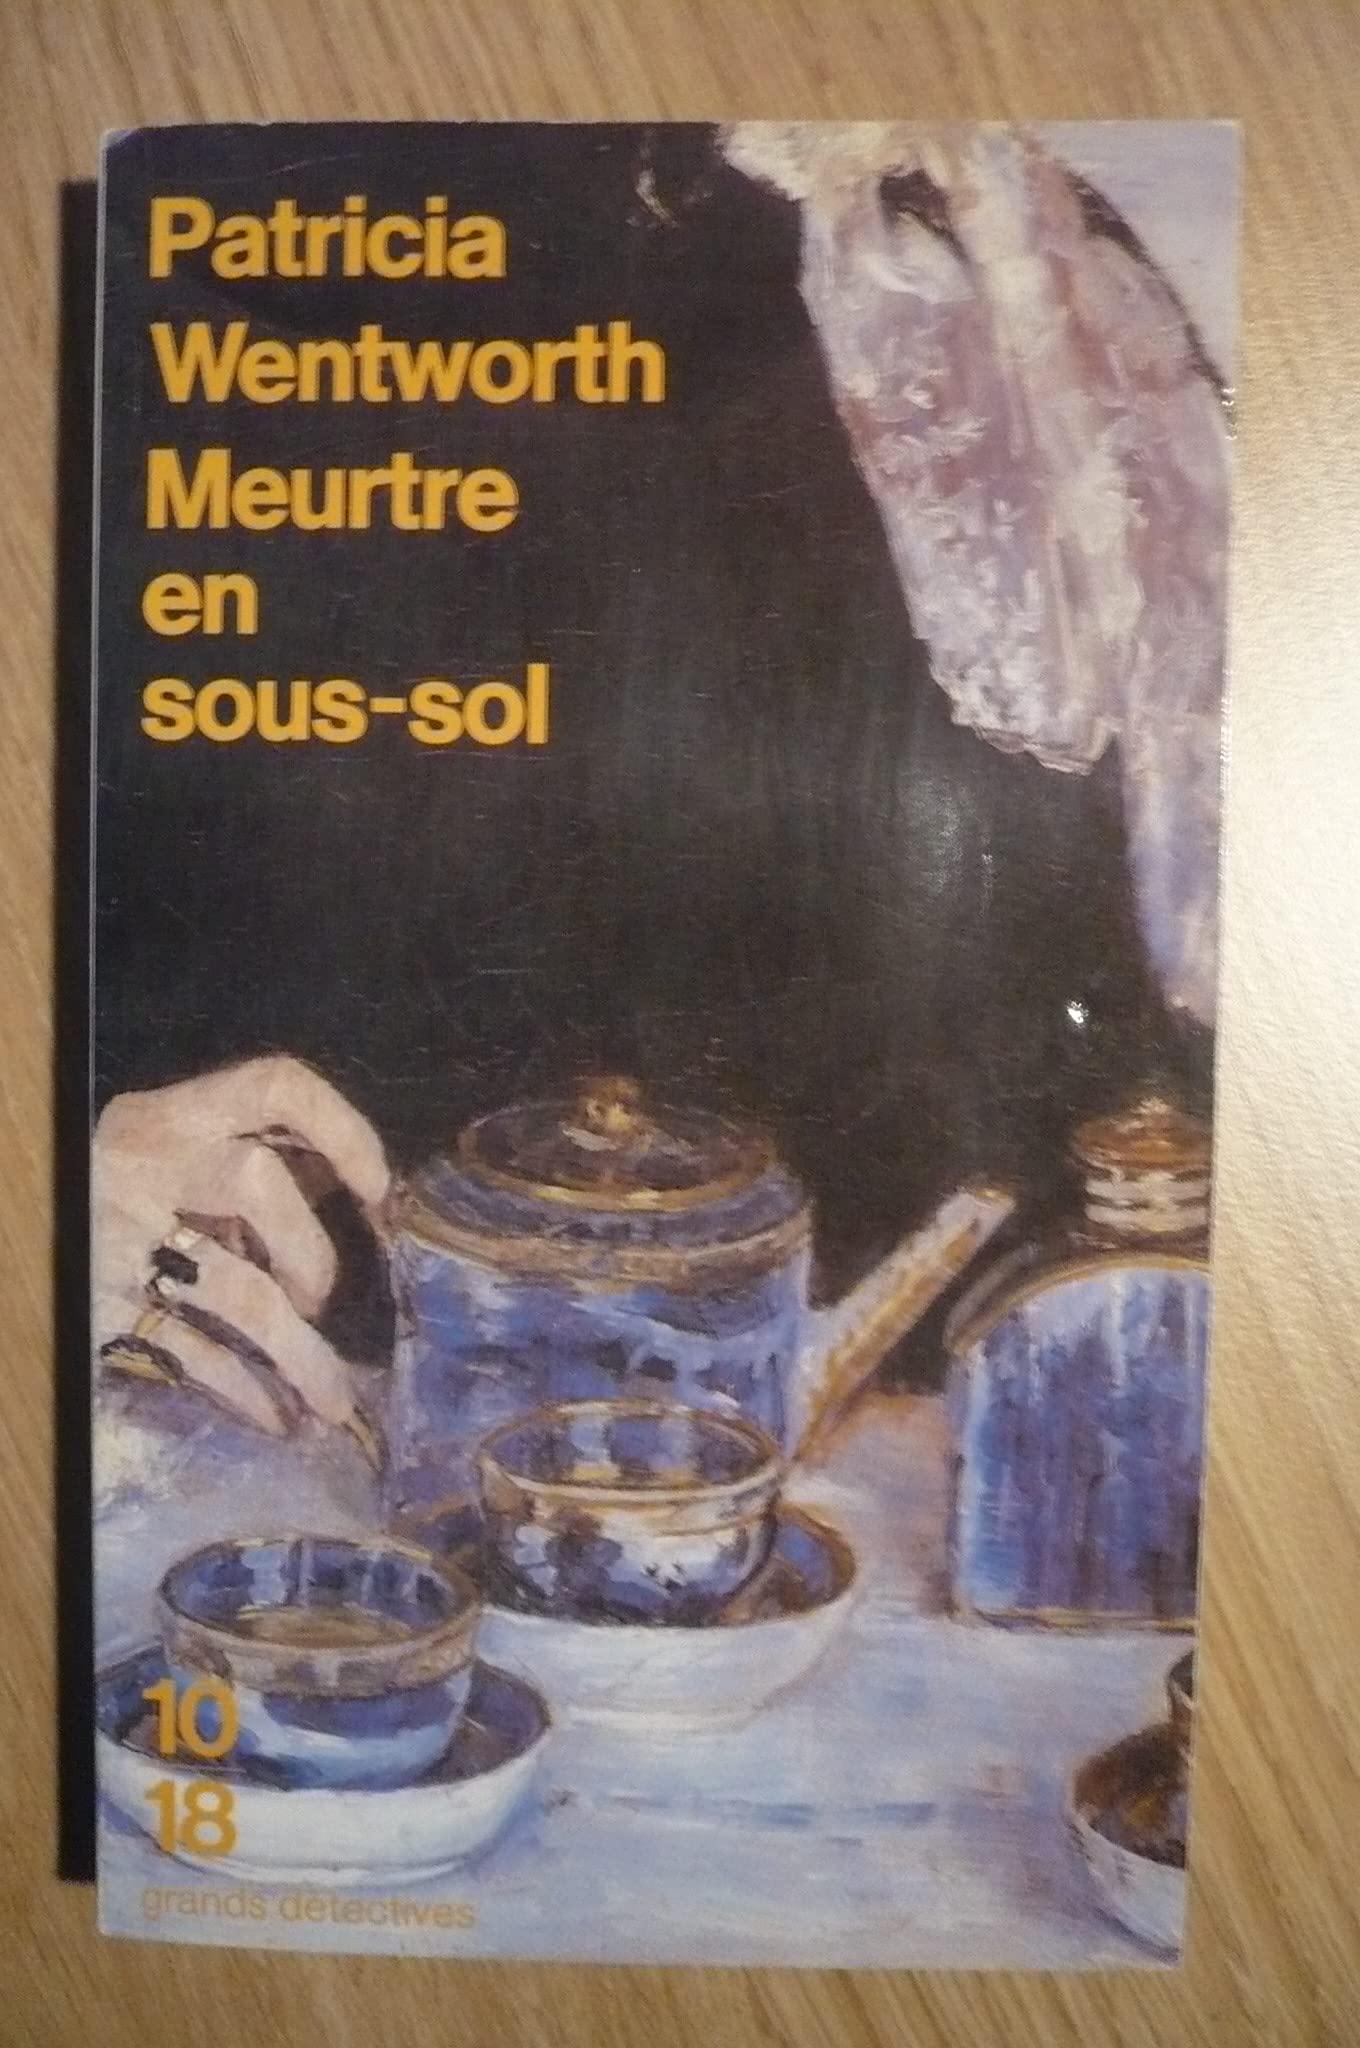 Patricia
Wentworth
Meurtre
en
sous-sol
10
18
grands détectives